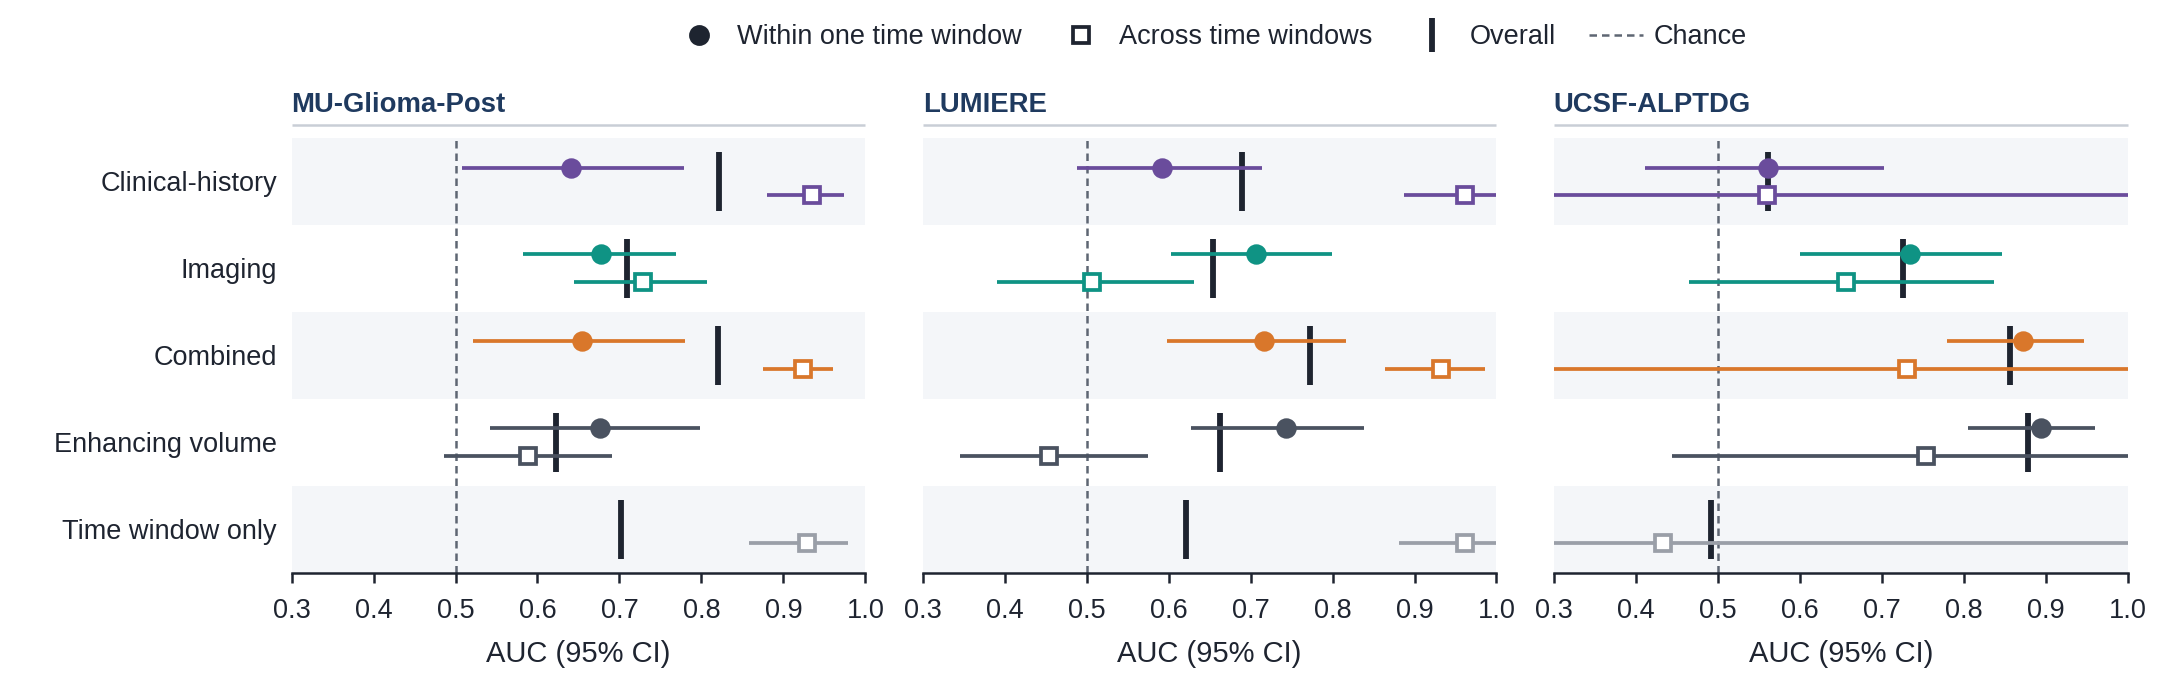 Within one time window Across time windows Overall Chance
MU-Glioma-Post LUMIERE UCSF-ALPTDG
Clinical-history
Imaging
Combined
Enhancing volume
Time window only
0.3 0.4 0.5 0.6 0.7 0.8 0.9 1.0 0.3 0.4 0.5 0.6 0.7 0.8 0.9 1.0 0.3 0.4 0.5 0.6 0.7 0.8 0.9 1.0
AUC (95% CI) AUC (95% CI) AUC (95% CI)